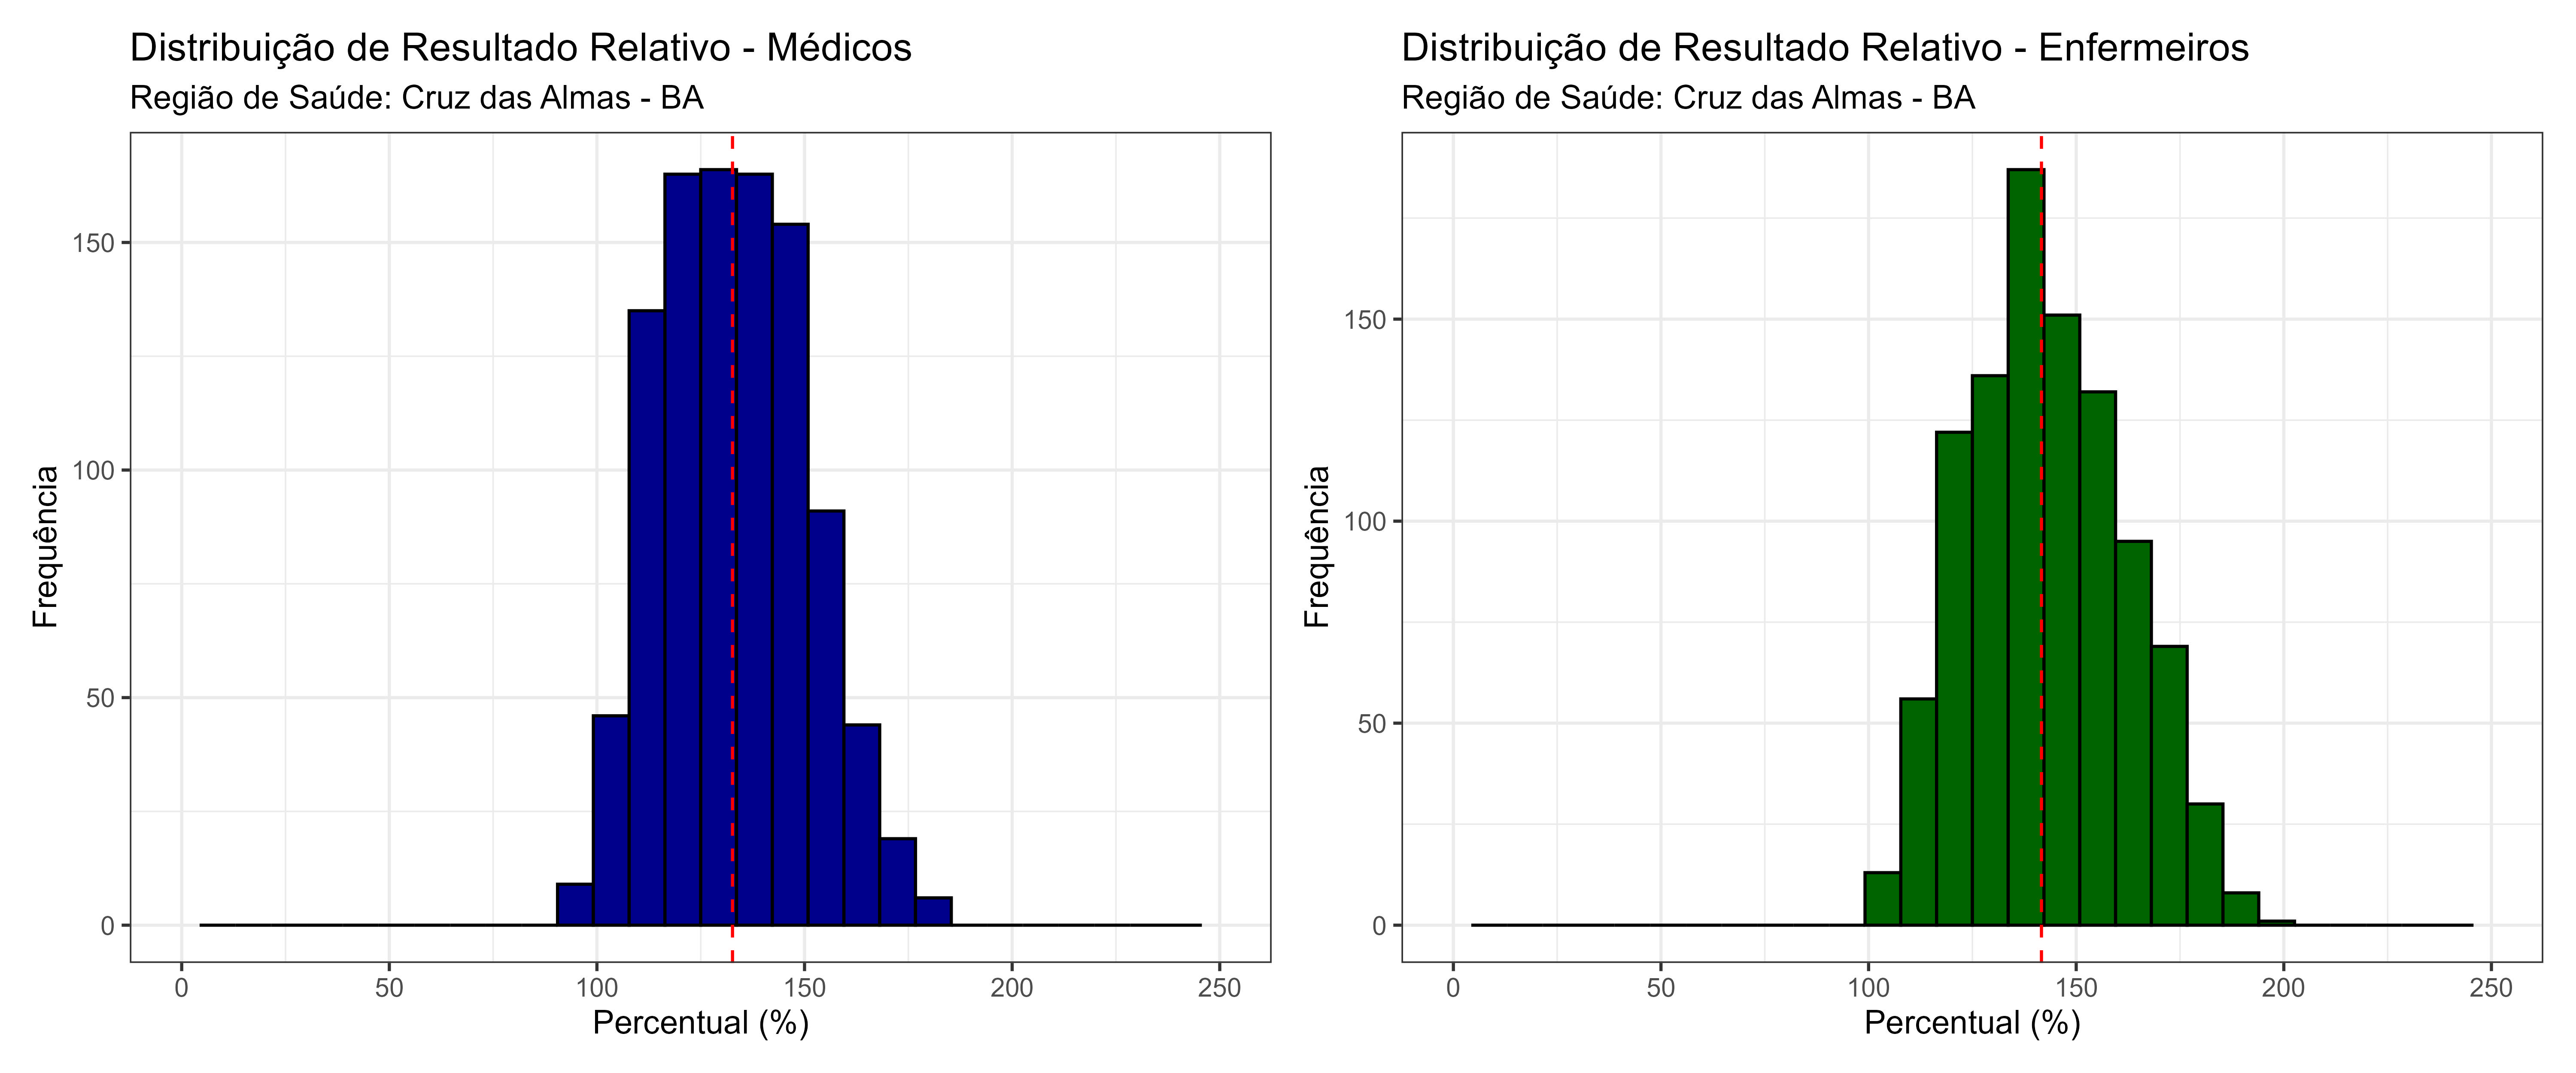 Distribuição de Resultado Relativo - Médicos
Região de Saúde: Cruz das Almas - BA
Frequência
150
100
50
0
0 50 100 150 200 250
Percentual (%)
Distribuição de Resultado Relativo - Enfermeiros
Região de Saúde: Cruz das Almas - BA
Frequência
150
100
50
0
0 50 100 150 200 250
Percentual (%)